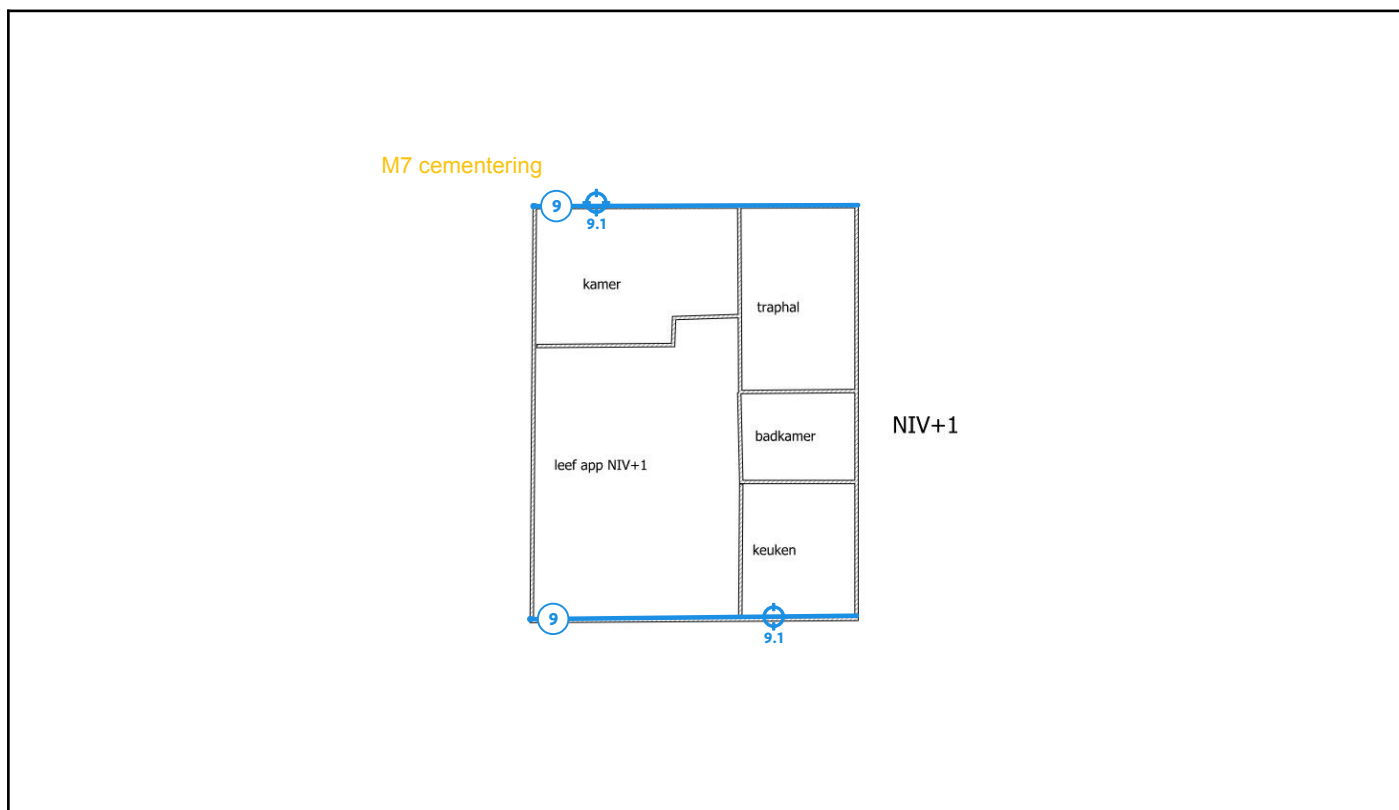 M7 cementering
9
9.1
kamer
traphal
NIV+1
badkamer
leef app NIV+1
keuken
9
9.1